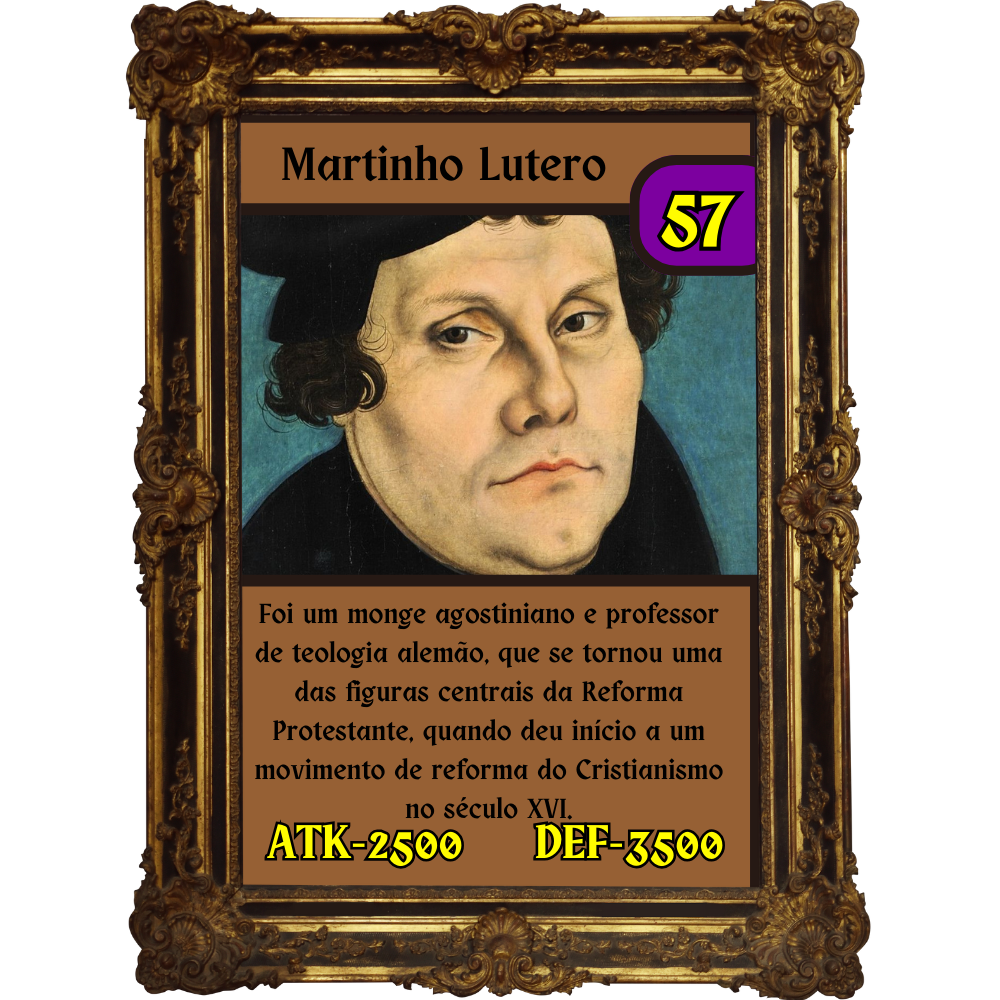 Martinho Lutero
57
Foi um monge agostiniano e professor
de teologia alemão, que se tornou uma
das figuras centrais da Reforma
Protestante, quando deu início a um
movimento de reforma do Cristianismo
no século XVI.
ATK-2500 DEF-3500